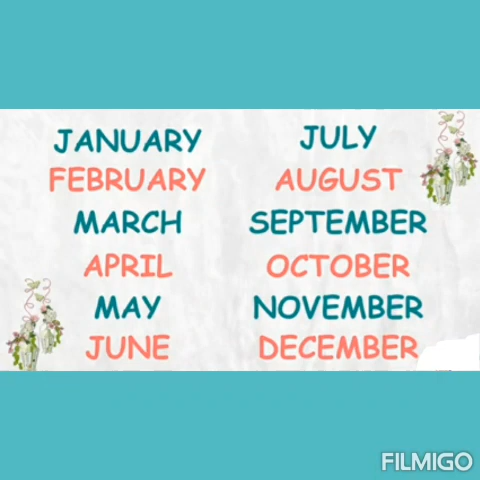 JANUARY
FEBRUARY
MARCH
APRIL
MAY
JUNE
JULY
AUGUST
SEPTEMBER
OCTOBER
NOVEMBER
DECEMBER
FILMIGO